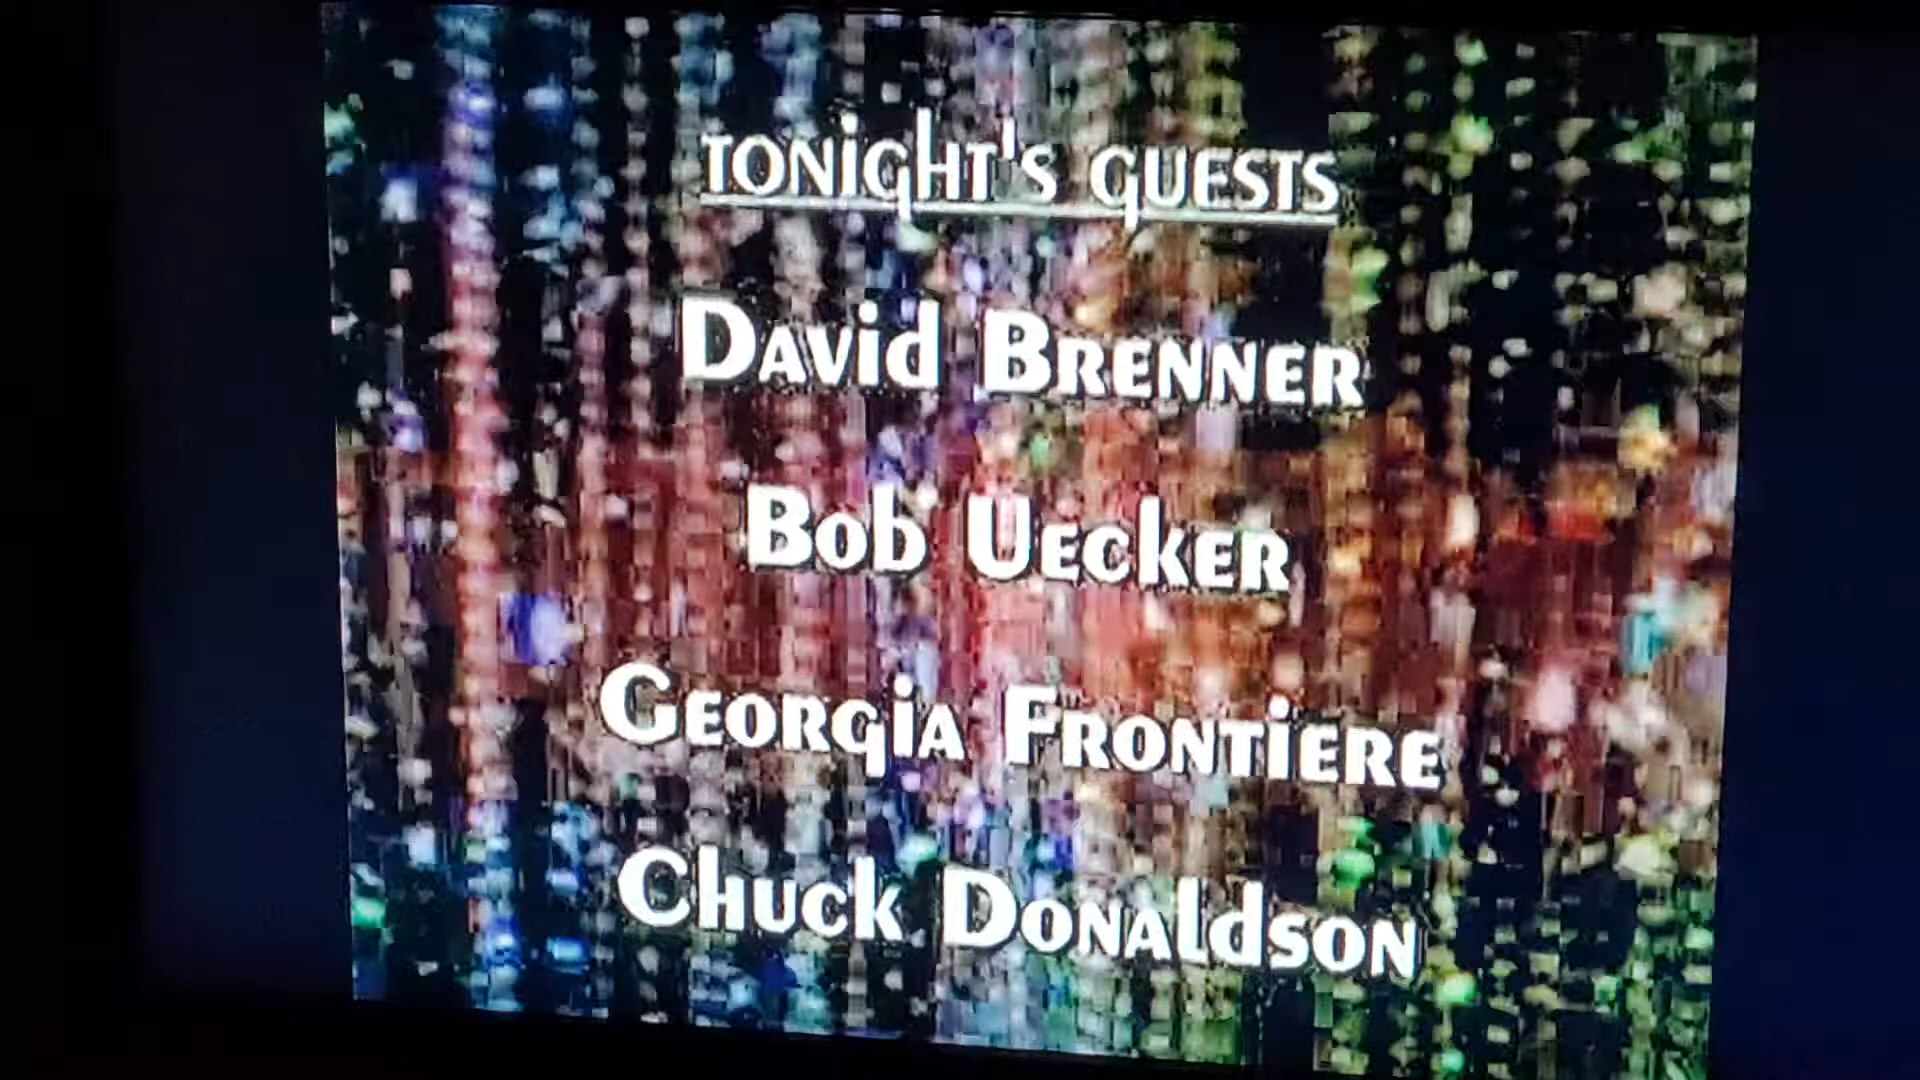 TONiGHT'S GUESTS
DAViD BRENNER
BOB UECKER
GEORGiA FRONTiERE
CHUCK DONALDSON